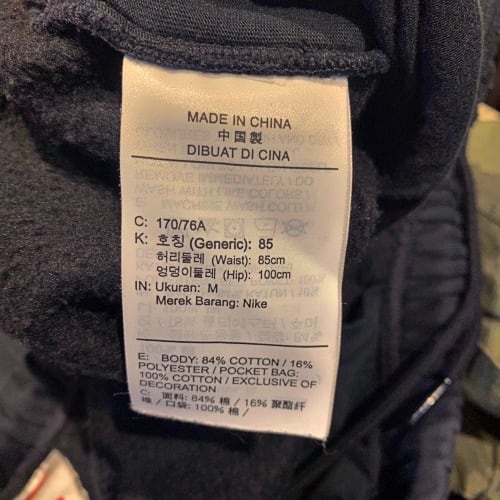 MADE IN CHINA
中国製
DIBUAT DI CINA
C: 170/76A
K: 호칭 (Generic): 85
허리둘레 (Waist): 85cm
엉덩이둘레 (Hip): 100cm
IN: Ukuran: M
Merek Barang: Nike
E: BODY: 84% COTTON / 16%
POLYESTER / POCKET BAG:
100% COTTON / EXCLUSIVE OF
DECORATION
C: 面料: 84% 棉 / 16% 聚酯纤
维 / 口袋: 100% 棉 /